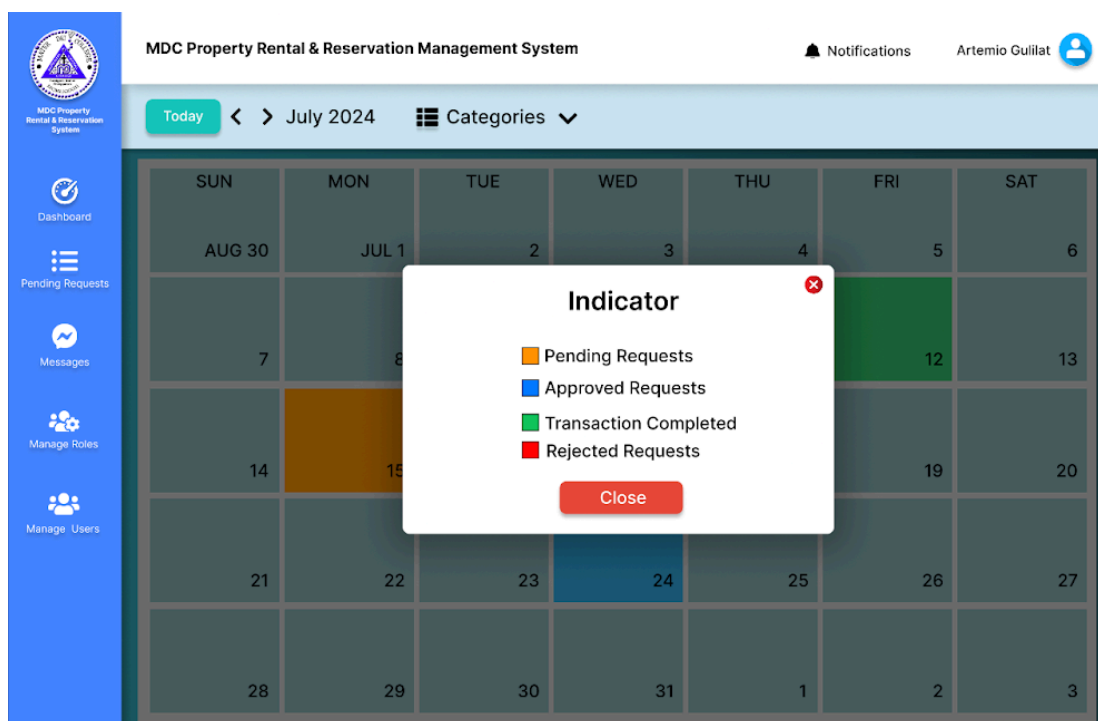 MDC Property
Rental & Reservation
System
Dashboard
Pending Requests
Messages
Manage Roles
Manage Users
MDC Property Rental & Reservation Management System
Notifications
Artemio Gulilat
Today
July 2024
Categories
SUN MON TUE WED THU FRI SAT
AUG 30 JUL 1 2 3 4 5 6
7 8 12 13
14 15 19 20
21 22 23 24 25 26 27
28 29 30 31 1 2 3
Indicator
Pending Requests
Approved Requests
Transaction Completed
Rejected Requests
Close